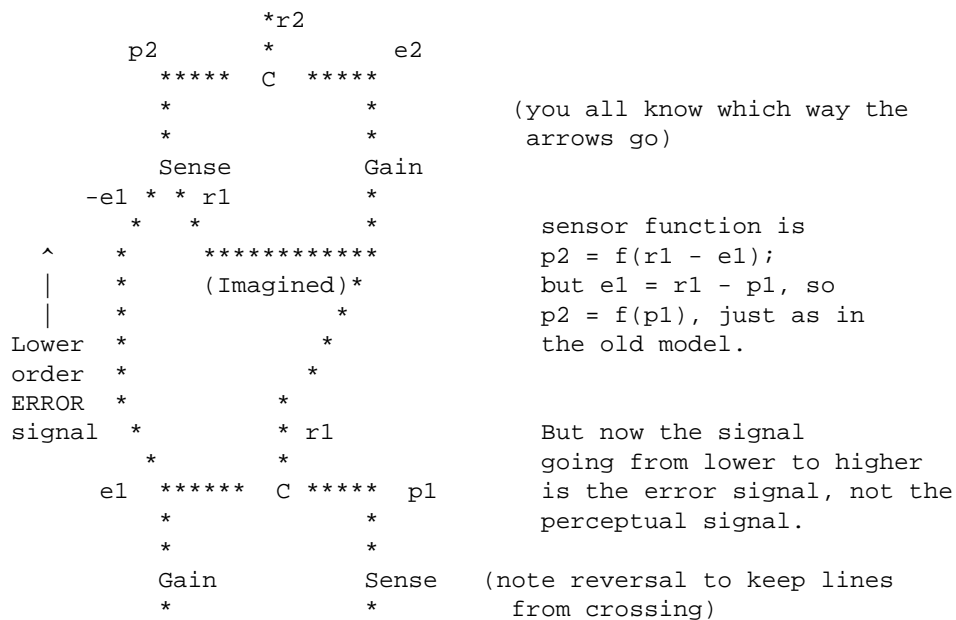 *r2
         p2          *          e2
            *****  C  *****
            *                *            (you all know which way the
            *                *             arrows go)
            Sense            Gain
      -e1 * * r1             *
          *   *              *              sensor function is
   ^     *     ************              p2 = f(r1 - e1);
   |     *      (Imagined)*              but e1 = r1 - p1, so
   |     *                *                p2 = f(p1), just as in
Lower   *               *                 the old model.
order   *              *
ERROR   *            *
signal   *           * r1                But now the signal
          *         *                     going from lower to higher
       e1  ******  C *****  p1           is the error signal, not the
            *              *              perceptual signal.
            *              *
            Gain           Sense   (note reversal to keep lines
            *              *         from crossing)